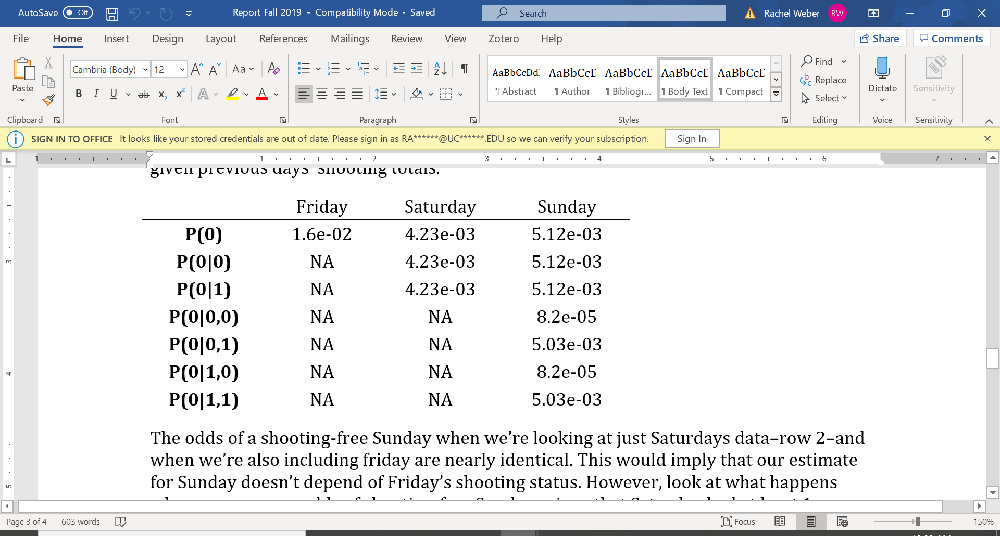 AutoSave Off Report_Fall_2019 - Compatibility Mode - Saved Search Rachel Weber RW
File Home Insert Design Layout References Mailings Review View Zotero Help Share Comments
Paste
Clipboard
Cambria (Body) 12 Aa
B I U ab x2 x2 A A
Font
Paragraph
AaBbCcDd AaBbCcD AaBbCcD AaBbCcD AaBbCcD
¶ Abstract ¶ Author ¶ Bibliogr... ¶ Body Text ¶ Compact
Styles
Find
Replace
Select
Editing
Dictate
Voice
Sensitivity
Sensitivity
SIGN IN TO OFFICE It looks like your stored credentials are out of date. Please sign in as RA******@UC******.EDU so we can verify your subscription. Sign In
1 1 2 3 4 5 6 7
given previous days' shooting totals.
Friday Saturday Sunday
P(0) 1.6e-02 4.23e-03 5.12e-03
P(0|0) NA 4.23e-03 5.12e-03
P(0|1) NA 4.23e-03 5.12e-03
P(0|0,0) NA NA 8.2e-05
P(0|0,1) NA NA 5.03e-03
P(0|1,0) NA NA 8.2e-05
P(0|1,1) NA NA 5.03e-03
The odds of a shooting-free Sunday when we’re looking at just Saturdays data–row 2–and
when we’re also including friday are nearly identical. This would imply that our estimate
for Sunday doesn’t depend of Friday’s shooting status. However, look at what happens
3
4
5
Page 3 of 4 603 words Focus 150%